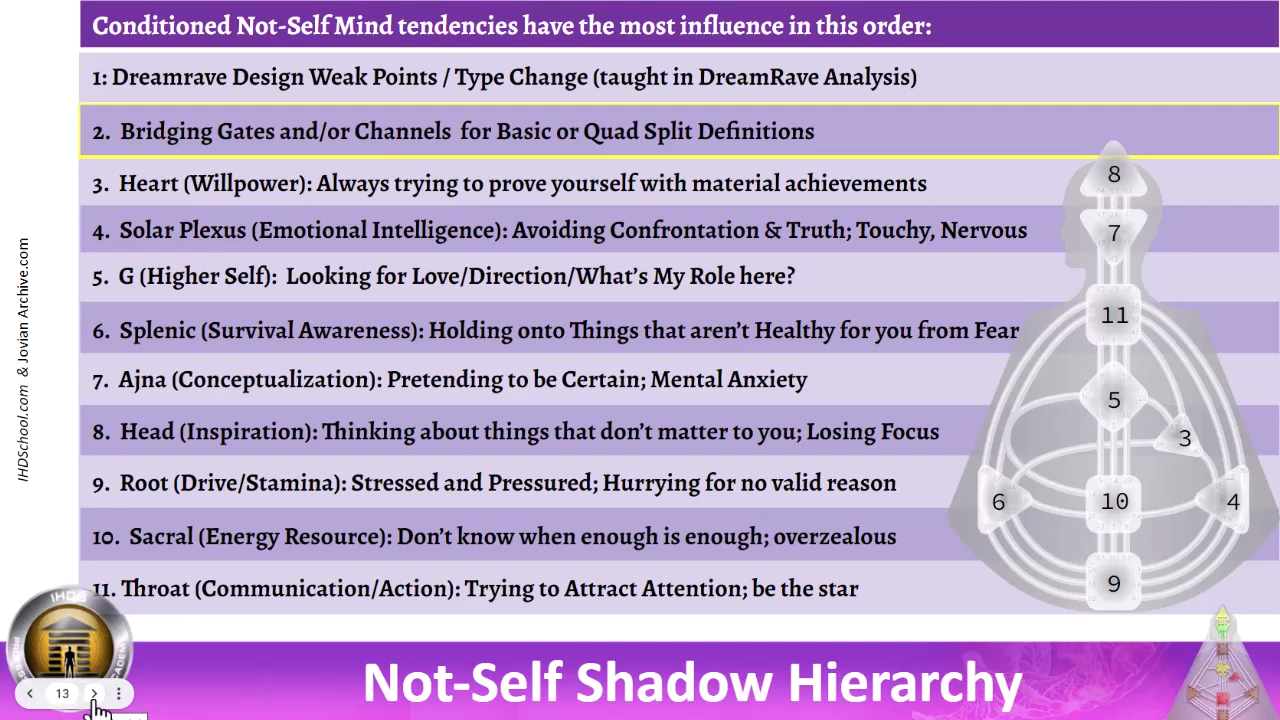 Conditioned Not-Self Mind tendencies have the most influence in this order:
1: Dreamrave Design Weak Points / Type Change (taught in DreamRave Analysis)
2. Bridging Gates and/or Channels for Basic or Quad Split Definitions
3. Heart (Willpower): Always trying to prove yourself with material achievements
4. Solar Plexus (Emotional Intelligence): Avoiding Confrontation & Truth; Touchy, Nervous
5. G (Higher Self): Looking for Love/Direction/What's My Role here?
6. Splenic (Survival Awareness): Holding onto Things that aren't Healthy for you from Fear
7. Ajna (Conceptualization): Pretending to be Certain; Mental Anxiety
8. Head (Inspiration): Thinking about things that don't matter to you; Losing Focus
9. Root (Drive/Stamina): Stressed and Pressured; Hurrying for no valid reason
10. Sacral (Energy Resource): Don't know when enough is enough; overzealous
11. Throat (Communication/Action): Trying to Attract Attention; be the star
8
7
11
5
3
6
10
4
9
IHDSchool.com & Jovian Archive.com
IHDS
13
Not-Self Shadow Hierarchy